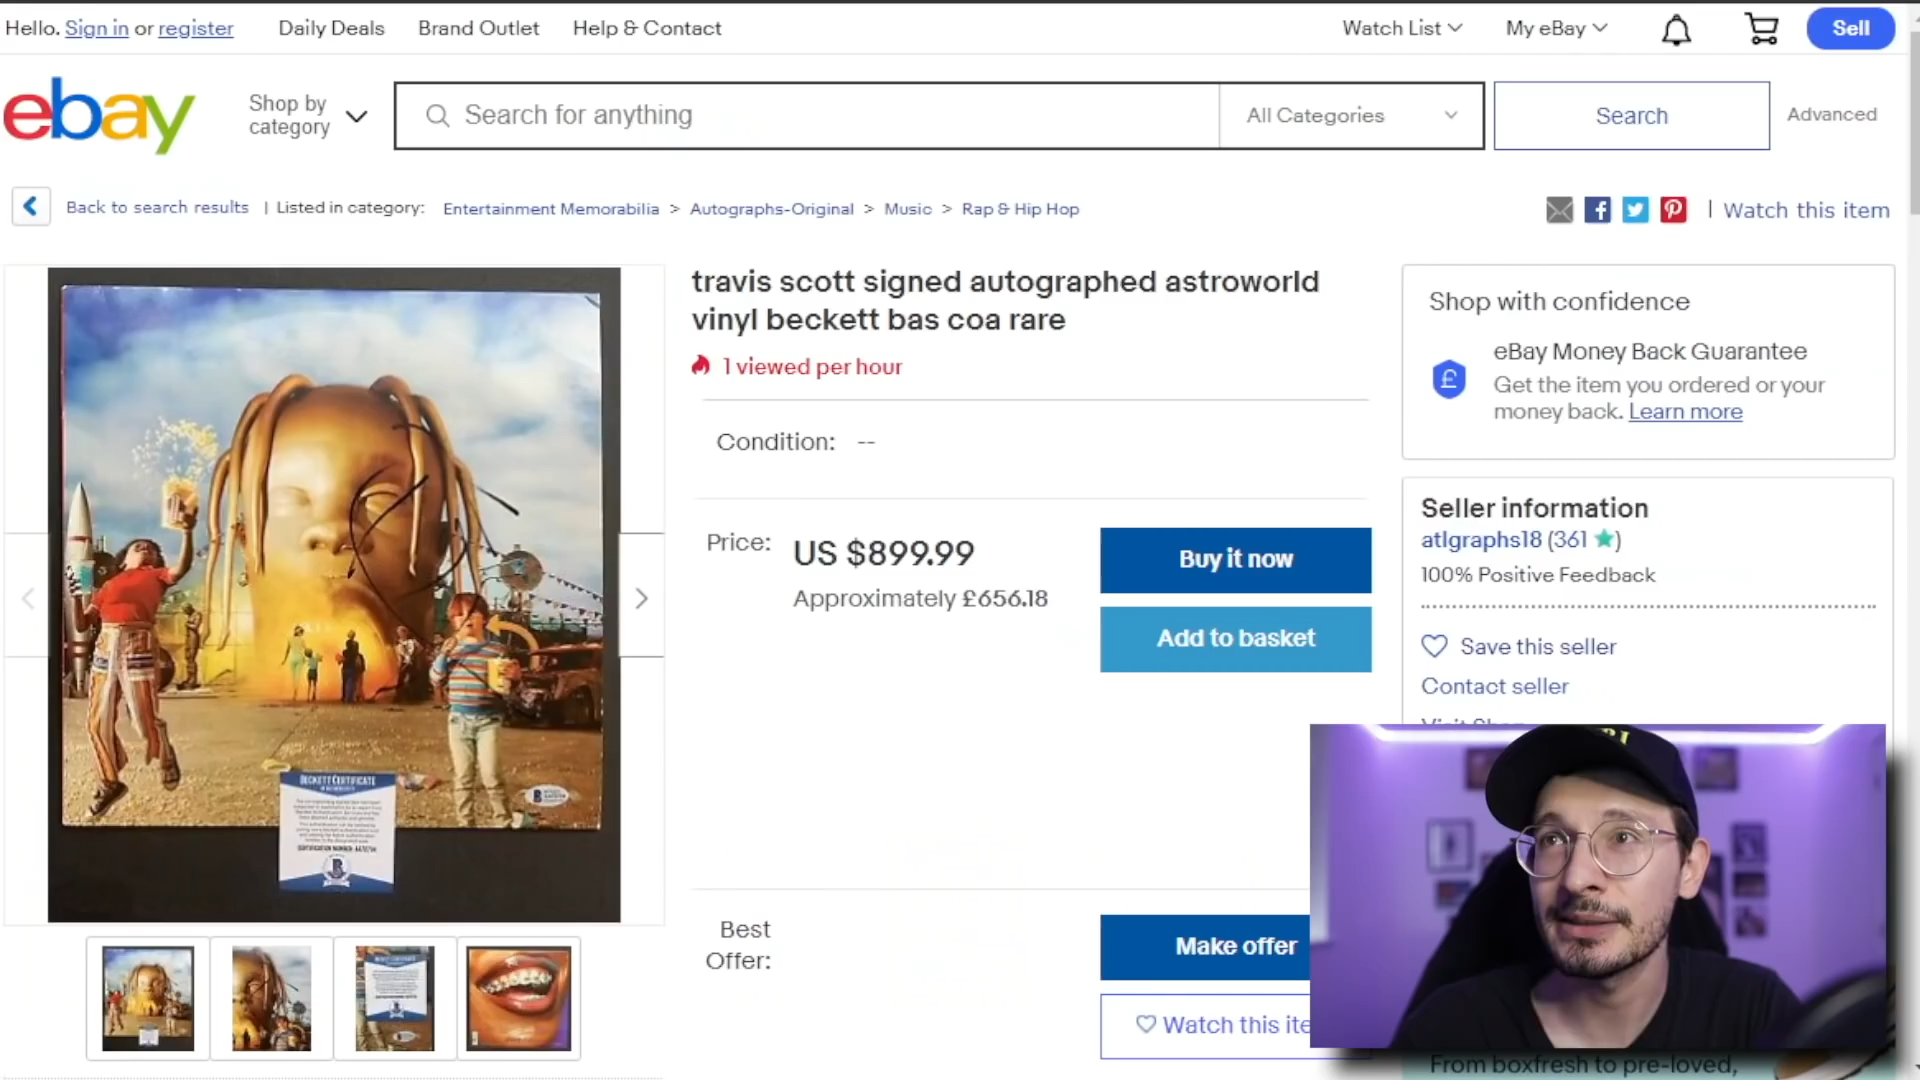 Hello. Sign in or register
Daily Deals
Brand Outlet
Help & Contact
Watch List
My eBay
Sell
ebay
Shop by
category
Search for anything
All Categories
Search
Advanced
Back to search results
| Listed in category:
Entertainment Memorabilia > Autographs-Original > Music > Rap & Hip Hop
| Watch this item
travis scott signed autographed astroworld
vinyl beckett bas coa rare
1 viewed per hour
Condition: --
Price:
US $899.99
Approximately £656.18
Buy it now
Add to basket
Best
Offer:
Make offer
Watch this ite
Shop with confidence
eBay Money Back Guarantee
Get the item you ordered or your
money back. Learn more
Seller information
atlgraphs18 (361 )
100% Positive Feedback
Save this seller
Contact seller
From boxfresh to pre-loved,
BECKETT CERTIFICATE